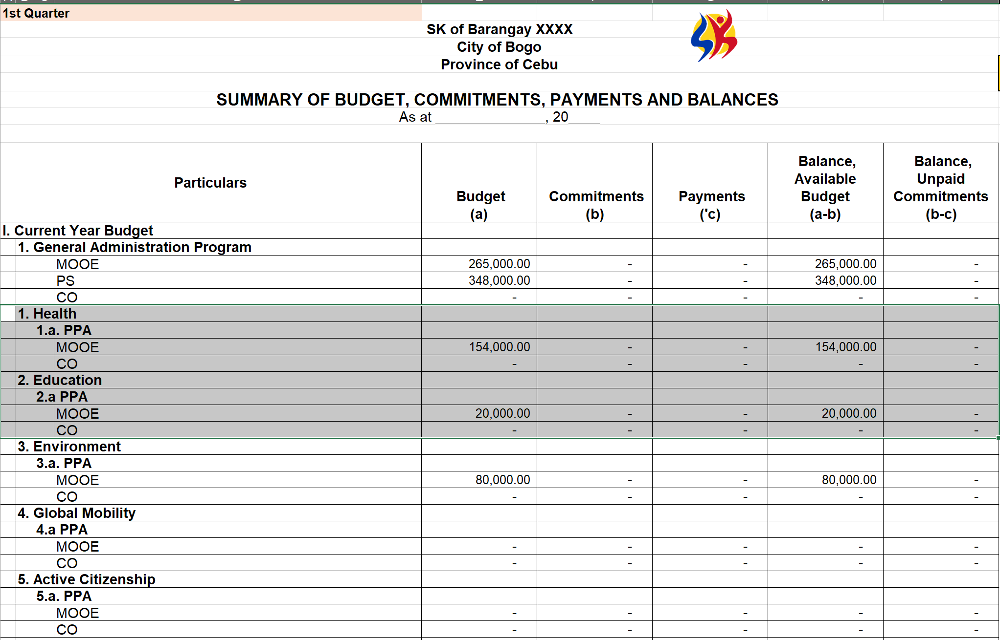 1st Quarter
SK of Barangay XXXX
City of Bogo
Province of Cebu
SUMMARY OF BUDGET, COMMITMENTS, PAYMENTS AND BALANCES
As at ______________, 20____
Particulars
Budget
(a)
Commitments
(b)
Payments
('c)
Balance,
Available
Budget
(a-b)
Balance,
Unpaid
Commitments
(b-c)
I. Current Year Budget
1. General Administration Program
MOOE 265,000.00 - - 265,000.00 -
PS 348,000.00 - - 348,000.00 -
CO - - - - -
1. Health
1.a. PPA
MOOE 154,000.00 - - 154,000.00 -
CO - - - - -
2. Education
2.a PPA
MOOE 20,000.00 - - 20,000.00 -
CO - - - - -
3. Environment
3.a. PPA
MOOE 80,000.00 - - 80,000.00 -
CO - - - - -
4. Global Mobility
4.a PPA
MOOE - - - - -
CO - - - - -
5. Active Citizenship
5.a. PPA
MOOE - - - - -
CO - - - - -